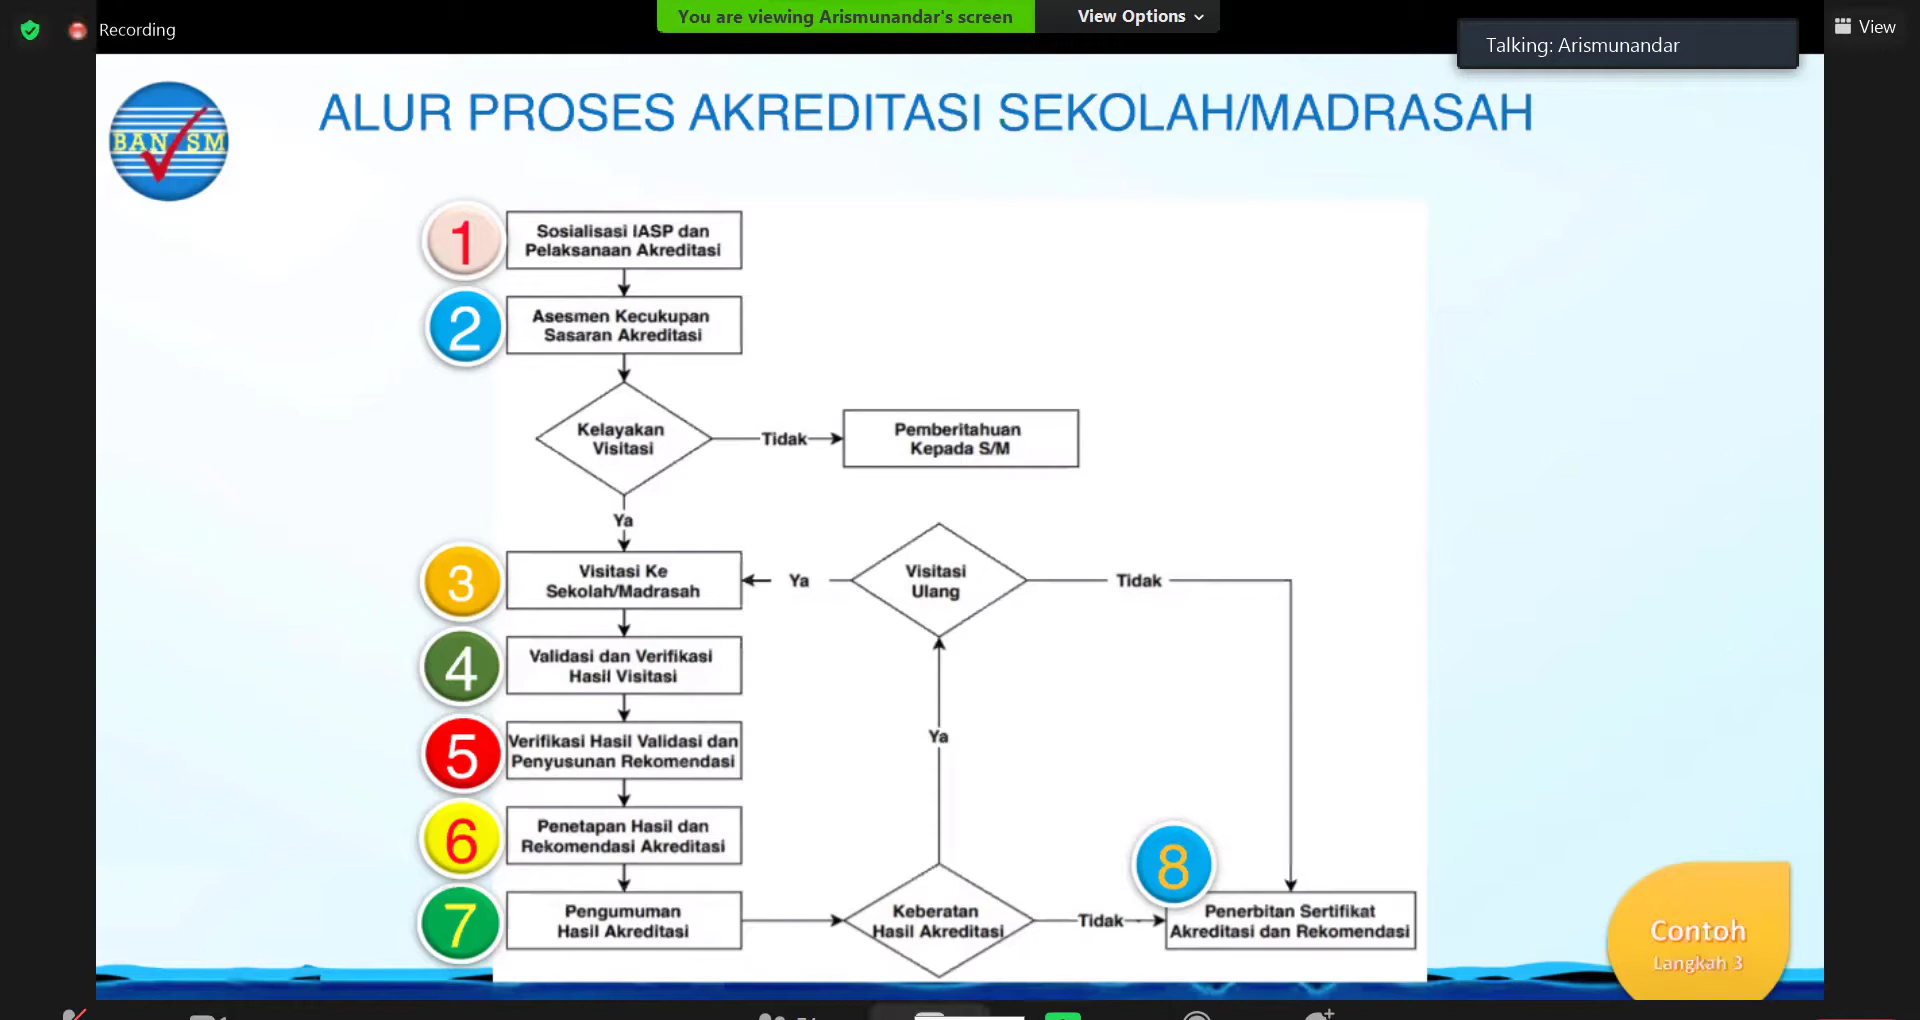 Recording
You are viewing Arismunandar's screen
View Options
Talking: Arismunandar
View
BAN SM
ALUR PROSES AKREDITASI SEKOLAH/MADRASAH
1
Sosialisasi IASP dan
Pelaksanaan Akreditasi
2
Asesmen Kecukupan
Sasaran Akreditasi
Kelayakan
Visitasi
Tidak
Pemberitahuan
Kepada S/M
Ya
3
Visitasi Ke
Sekolah/Madrasah
Ya
Visitasi
Ulang
Tidak
4
Validasi dan Verifikasi
Hasil Visitasi
5
Verifikasi Hasil Validasi dan
Penyusunan Rekomendasi
Ya
6
Penetapan Hasil dan
Rekomendasi Akreditasi
7
Pengumuman
Hasil Akreditasi
Keberatan
Hasil Akreditasi
Tidak
8
Penerbitan Sertifikat
Akreditasi dan Rekomendasi
Contoh
Langkah 3